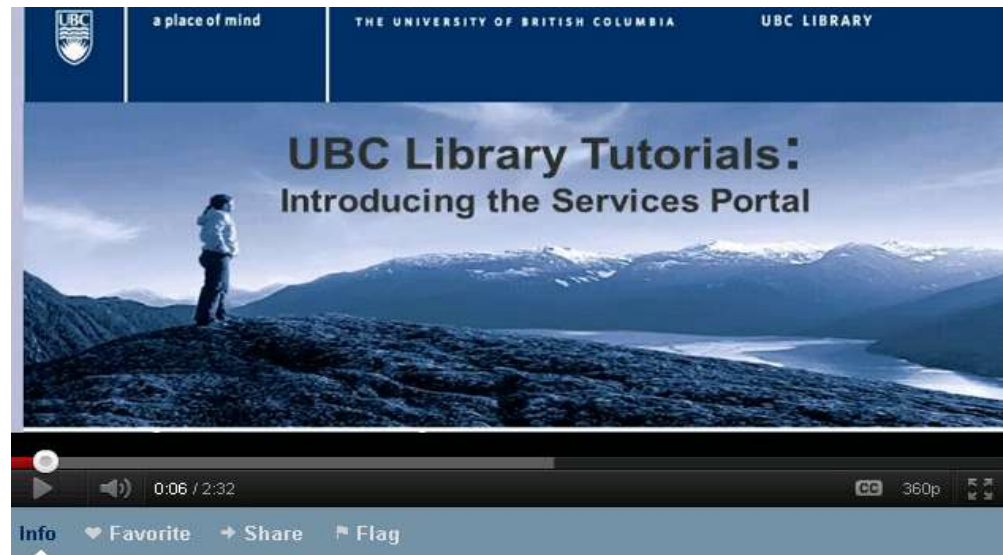 UBC a place of mind THE UNIVERSITY OF BRITISH COLUMBIA UBC LIBRARY
UBC Library Tutorials:
Introducing the Services Portal
0:06 / 2:32 CC 360p
Info Favorite Share Flag